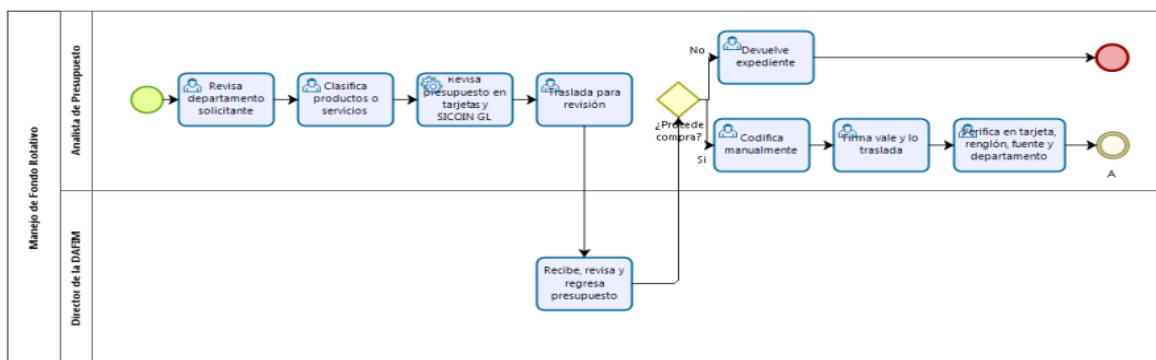 Manejo de Fondo Rotativo
Analista de Presupuesto
Revisa
departamento
solicitante
Clasifica
productos o
servicios
Revisa
presupuesto en
tarjetas y
SICOIN GL
Traslada para
revisión
¿Procede
compra?
No
Devuelve
expediente
Si
Codifica
manualmente
Firma vale y lo
traslada
Verifica en tarjeta,
renglón, fuente y
departamento
A
Director de la DAFIM
Recibe, revisa y
regresa
presupuesto